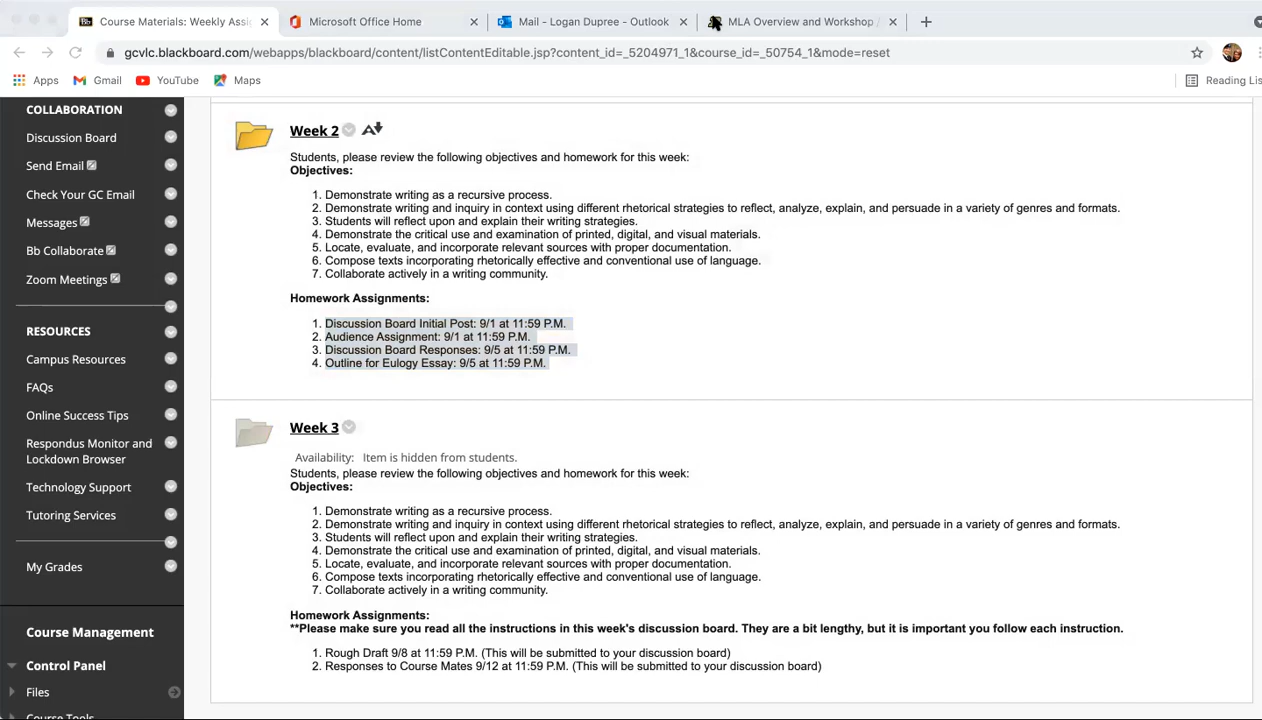 Course Materials: Weekly Assi
Microsoft Office Home
Mail - Logan Dupree - Outlook
MLA Overview and Workshop /
gcvlc.blackboard.com/webapps/blackboard/content/listContentEditable.jsp?content_id=_5204971_1&course_id=_50754_1&mode=reset
Apps
Gmail
YouTube
Maps
Reading Lis
COLLABORATION
Discussion Board
Send Email
Check Your GC Email
Messages
Bb Collaborate
Zoom Meetings
RESOURCES
Campus Resources
FAQs
Online Success Tips
Respondus Monitor and
Lockdown Browser
Technology Support
Tutoring Services
My Grades
Course Management
Control Panel
Files
Course Tools
Week 2
Students, please review the following objectives and homework for this week:
Objectives:
1. Demonstrate writing as a recursive process.
2. Demonstrate writing and inquiry in context using different rhetorical strategies to reflect, analyze, explain, and persuade in a variety of genres and formats.
3. Students will reflect upon and explain their writing strategies.
4. Demonstrate the critical use and examination of printed, digital, and visual materials.
5. Locate, evaluate, and incorporate relevant sources with proper documentation.
6. Compose texts incorporating rhetorically effective and conventional use of language.
7. Collaborate actively in a writing community.
Homework Assignments:
1. Discussion Board Initial Post: 9/1 at 11:59 P.M.
2. Audience Assignment: 9/1 at 11:59 P.M.
3. Discussion Board Responses: 9/5 at 11:59 P.M.
4. Outline for Eulogy Essay: 9/5 at 11:59 P.M.
Week 3
Availability: Item is hidden from students.
Students, please review the following objectives and homework for this week:
Objectives:
1. Demonstrate writing as a recursive process.
2. Demonstrate writing and inquiry in context using different rhetorical strategies to reflect, analyze, explain, and persuade in a variety of genres and formats.
3. Students will reflect upon and explain their writing strategies.
4. Demonstrate the critical use and examination of printed, digital, and visual materials.
5. Locate, evaluate, and incorporate relevant sources with proper documentation.
6. Compose texts incorporating rhetorically effective and conventional use of language.
7. Collaborate actively in a writing community.
Homework Assignments:
**Please make sure you read all the instructions in this week's discussion board. They are a bit lengthy, but it is important you follow each instruction.
1. Rough Draft 9/8 at 11:59 P.M. (This will be submitted to your discussion board)
2. Responses to Course Mates 9/12 at 11:59 P.M. (This will be submitted to your discussion board)